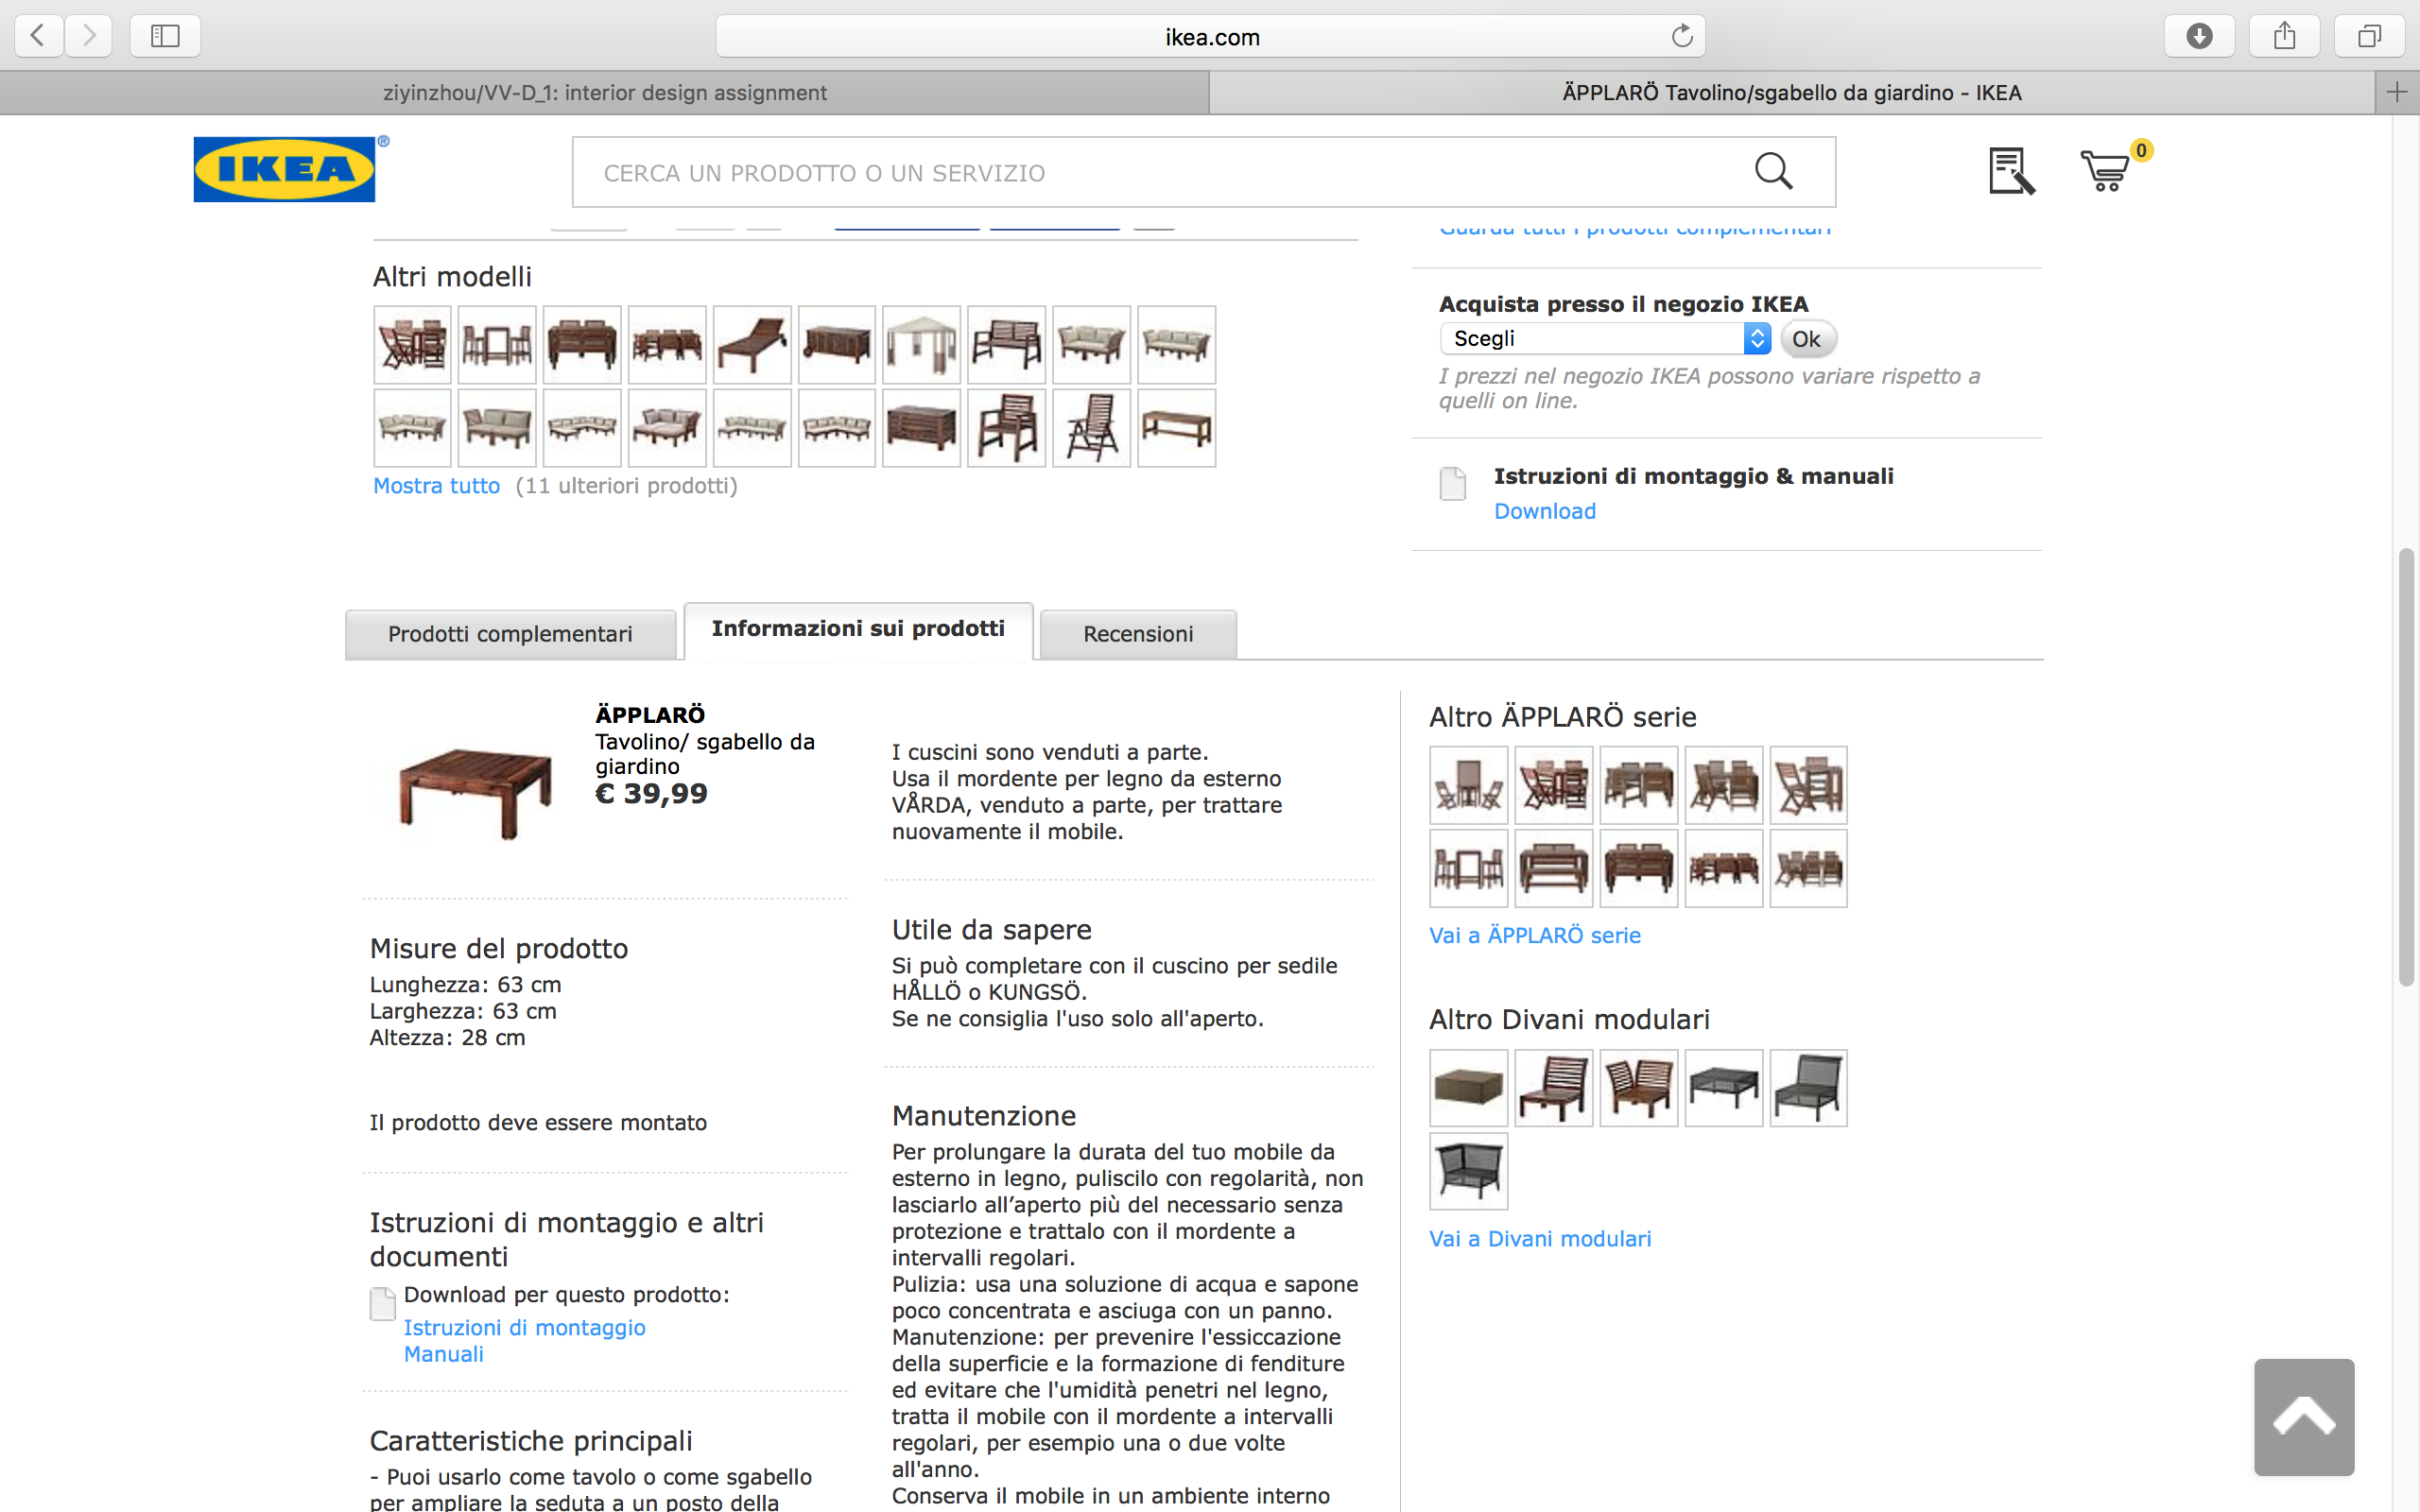 ikea.com
ziyinzhou/VV-D_1: interior design assignment
ÄPPLARÖ Tavolino/sgabello da giardino - IKEA
IKEA
®
CERCA UN PRODOTTO O UN SERVIZIO
0
Guarda tutti i prodotti complementari
Altri modelli
Mostra tutto (11 ulteriori prodotti)
Acquista presso il negozio IKEA
Scegli
Ok
I prezzi nel negozio IKEA possono variare rispetto a
quelli on line.
Istruzioni di montaggio & manuali
Download
Prodotti complementari
Informazioni sui prodotti
Recensioni
ÄPPLARÖ
Tavolino/ sgabello da
giardino
€ 39,99
Misure del prodotto
Lunghezza: 63 cm
Larghezza: 63 cm
Altezza: 28 cm
Il prodotto deve essere montato
Istruzioni di montaggio e altri
documenti
Download per questo prodotto:
Istruzioni di montaggio
Manuali
Caratteristiche principali
- Puoi usarlo come tavolo o come sgabello
per ampliare la seduta a un posto della
I cuscini sono venduti a parte.
Usa il mordente per legno da esterno
VÅRDA, venduto a parte, per trattare
nuovamente il mobile.
Utile da sapere
Si può completare con il cuscino per sedile
HÅLLÖ o KUNGSÖ.
Se ne consiglia l'uso solo all'aperto.
Manutenzione
Per prolungare la durata del tuo mobile da
esterno in legno, puliscilo con regolarità, non
lasciarlo all’aperto più del necessario senza
protezione e trattalo con il mordente a
intervalli regolari.
Pulizia: usa una soluzione di acqua e sapone
poco concentrata e asciuga con un panno.
Manutenzione: per prevenire l'essiccazione
della superficie e la formazione di fenditure
ed evitare che l'umidità penetri nel legno,
tratta il mobile con il mordente a intervalli
regolari, per esempio una o due volte
all'anno.
Conserva il mobile in un ambiente interno
Altro ÄPPLARÖ serie
Vai a ÄPPLARÖ serie
Altro Divani modulari
Vai a Divani modulari